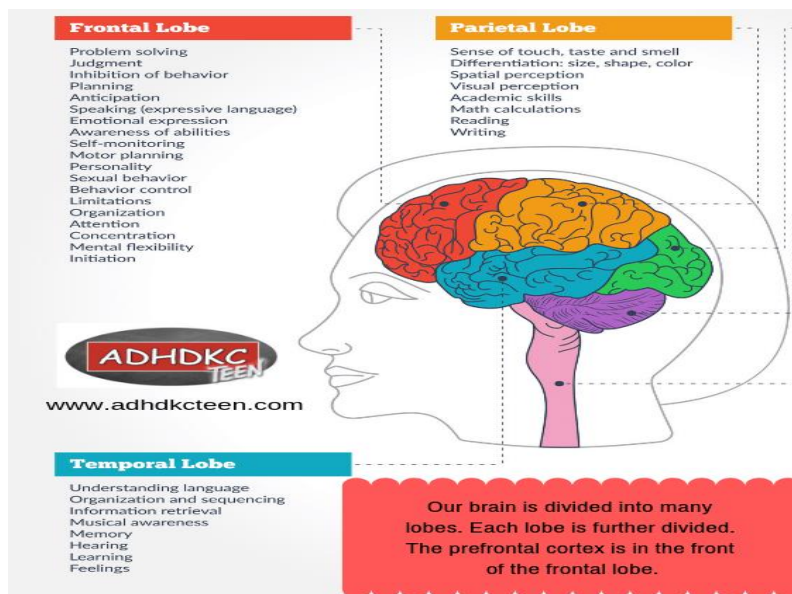 Frontal Lobe
Problem solving
Judgment
Inhibition of behavior
Planning
Anticipation
Speaking (expressive language)
Emotional expression
Awareness of abilities
Self-monitoring
Motor planning
Personality
Sexual behavior
Behavior control
Limitations
Organization
Attention
Concentration
Mental flexibility
Initiation
Parietal Lobe
Sense of touch, taste and smell
Differentiation: size, shape, color
Spatial perception
Visual perception
Academic skills
Math calculations
Reading
Writing
ADHDKC
TEEN
www.adhdkcteen.com
Temporal Lobe
Understanding language
Organization and sequencing
Information retrieval
Musical awareness
Memory
Hearing
Learning
Feelings
Our brain is divided into many
lobes. Each lobe is further divided.
The prefrontal cortex is in the front
of the frontal lobe.